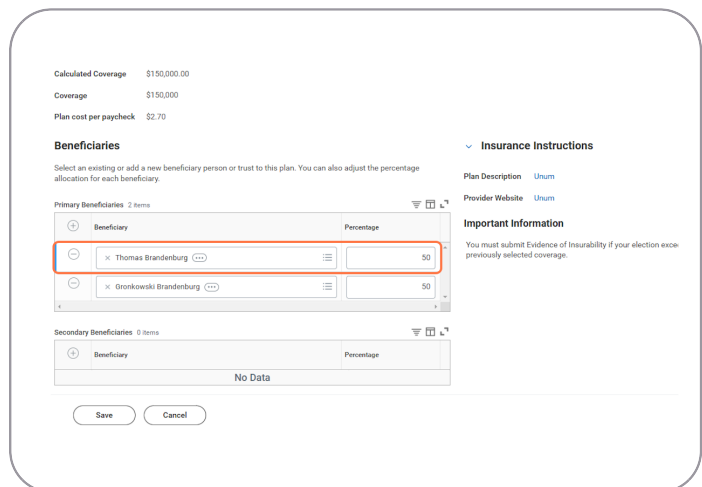 Calculated Coverage $150,000.00
Coverage $150,000
Plan cost per paycheck $2.70
Beneficiaries
Select an existing or add a new beneficiary person or trust to this plan. You can also adjust the percentage
allocation for each beneficiary.
Primary Beneficiaries 2 items
Beneficiary Percentage
× Thomas Brandenburg 50
× Gronkowski Brandenburg 50
Secondary Beneficiaries 0 items
Beneficiary Percentage
No Data
Save Cancel
Insurance Instructions
Plan Description Unum
Provider Website Unum
Important Information
You must submit Evidence of Insurability if your election excee
previously selected coverage.